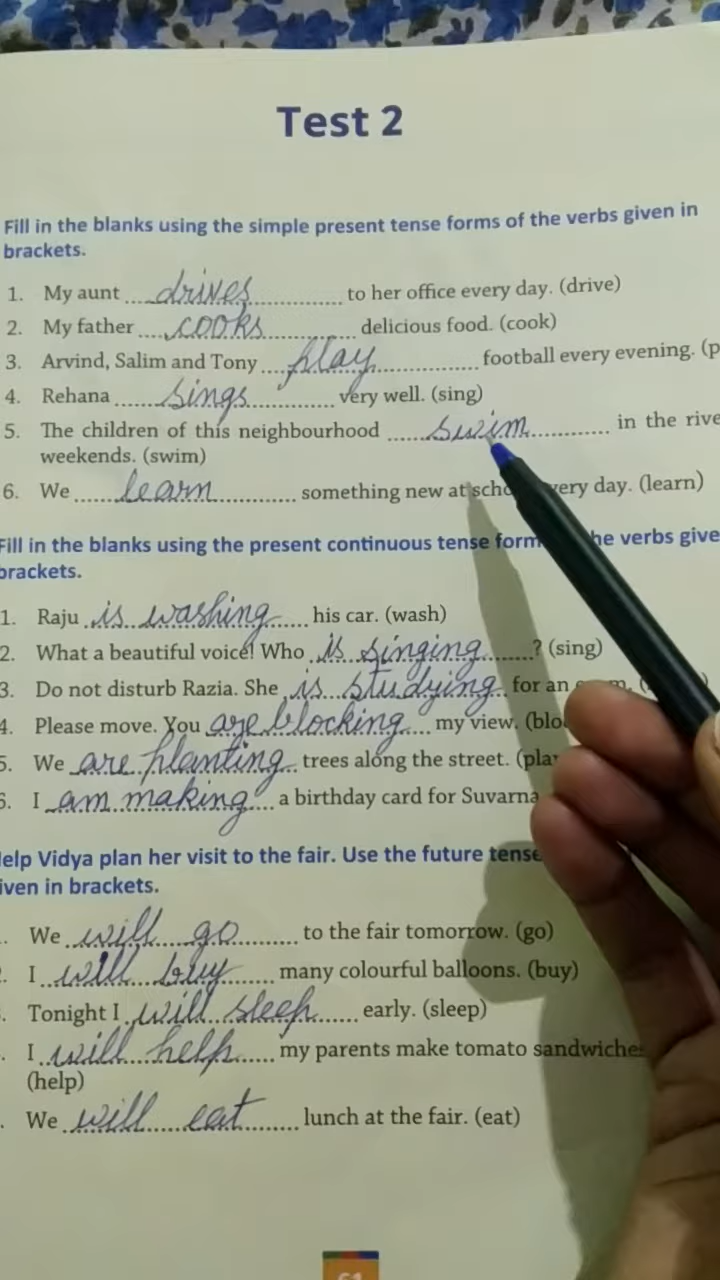 Test 2
Fill in the blanks using the simple present tense forms of the verbs given in
brackets.
1. My aunt ... drives ... to her office every day. (drive)
2. My father ... cooks ... delicious food. (cook)
3. Arvind, Salim and Tony ... play ... football every evening. (p
4. Rehana ... sings ... very well. (sing)
5. The children of this neighbourhood ... swim ... in the rive
weekends. (swim)
6. We ... learn ... something new at every day. (learn)
Fill in the blanks using the present continuous tense form he verbs give
brackets.
1. Raju ... is washing ... his car. (wash)
2. What a beautiful voice! Who ... is singing ... ? (sing)
3. Do not disturb Razia. She ... is studying ... for an
4. Please move. You ... are blocking ... my view. (blo
5. We ... are planting ... trees along the street. (pla
6. I ... am making ... a birthday card for Suvarna
elp Vidya plan her visit to the fair. Use the future tense
iven in brackets.
. We ... will go ... to the fair tomorrow. (go)
. I ... will buy ... many colourful balloons. (buy)
. Tonight I ... will sleep ... early. (sleep)
. I ... will help ... my parents make tomato sandwiches
(help)
. We ... will eat ... lunch at the fair. (eat)
61